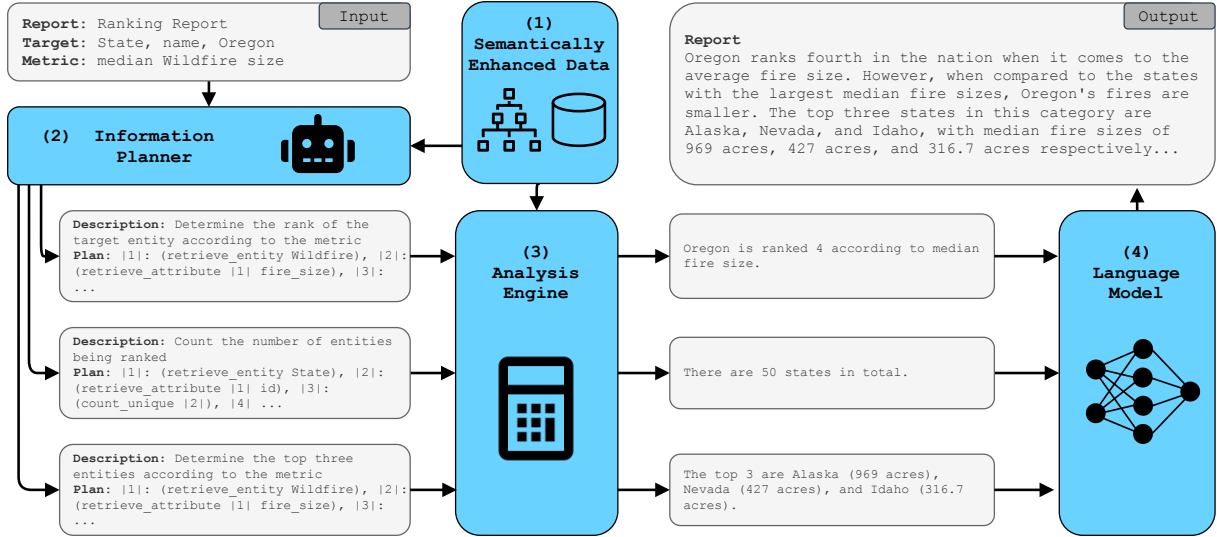 Input
Report: Ranking Report
Target: State, name, Oregon
Metric: median Wildfire size
(1)
Semantically
Enhanced Data
Output
Report
Oregon ranks fourth in the nation when it comes to the
average fire size. However, when compared to the states
with the largest median fire sizes, Oregon's fires are
smaller. The top three states in this category are
Alaska, Nevada, and Idaho, with median fire sizes of
969 acres, 427 acres, and 316.7 acres respectively...
(2) Information
Planner
Description: Determine the rank of the
target entity according to the metric
Plan: |1|: (retrieve_entity Wildfire), |2|:
(retrieve_attribute |1| fire_size), |3|:
...
Description: Count the number of entities
being ranked
Plan: |1|: (retrieve_entity State), |2|:
(retrieve_attribute |1| id), |3|:
(count_unique |2|), |4| ...
Description: Determine the top three
entities according to the metric
Plan: |1|: (retrieve_entity Wildfire), |2|:
(retrieve_attribute |1| fire_size), |3|:
...
(3)
Analysis
Engine
Oregon is ranked 4 according to median
fire size.
There are 50 states in total.
The top 3 are Alaska (969 acres),
Nevada (427 acres), and Idaho (316.7
acres).
(4)
Language
Model